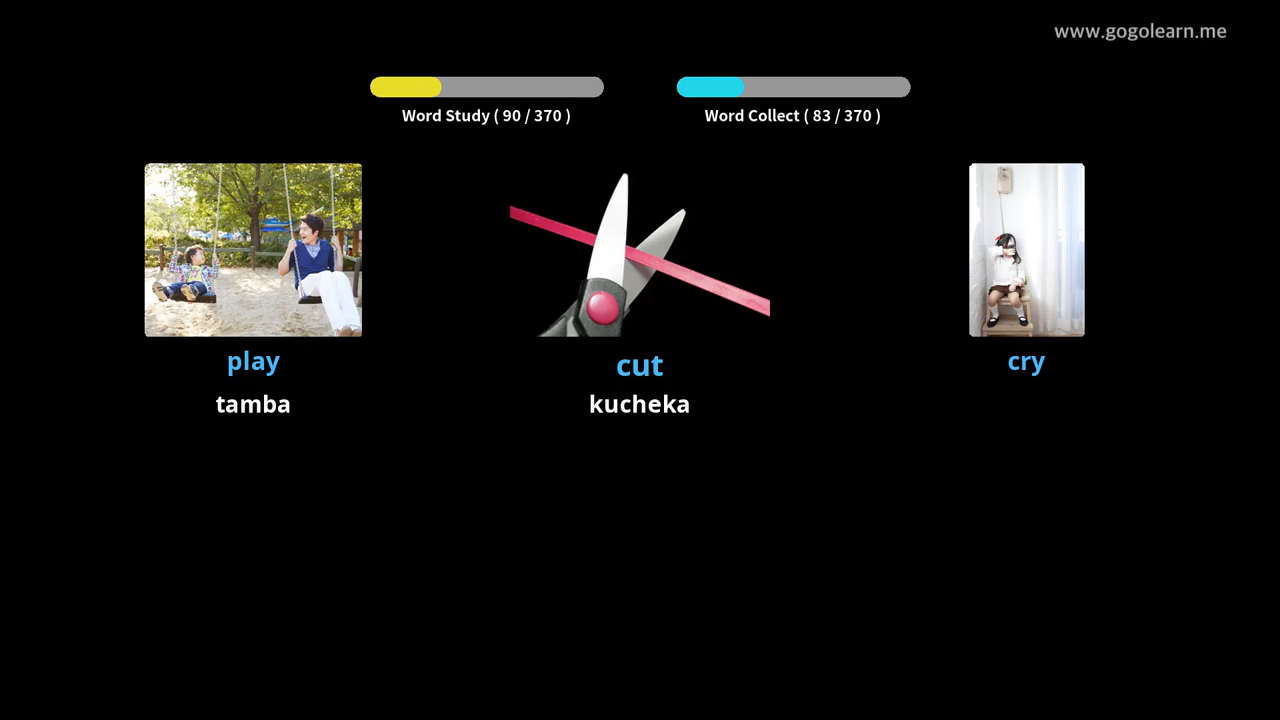 www.gogolearn.me
Word Study ( 90 / 370 )
Word Collect ( 83 / 370 )
play
cut
cry
tamba
kucheka